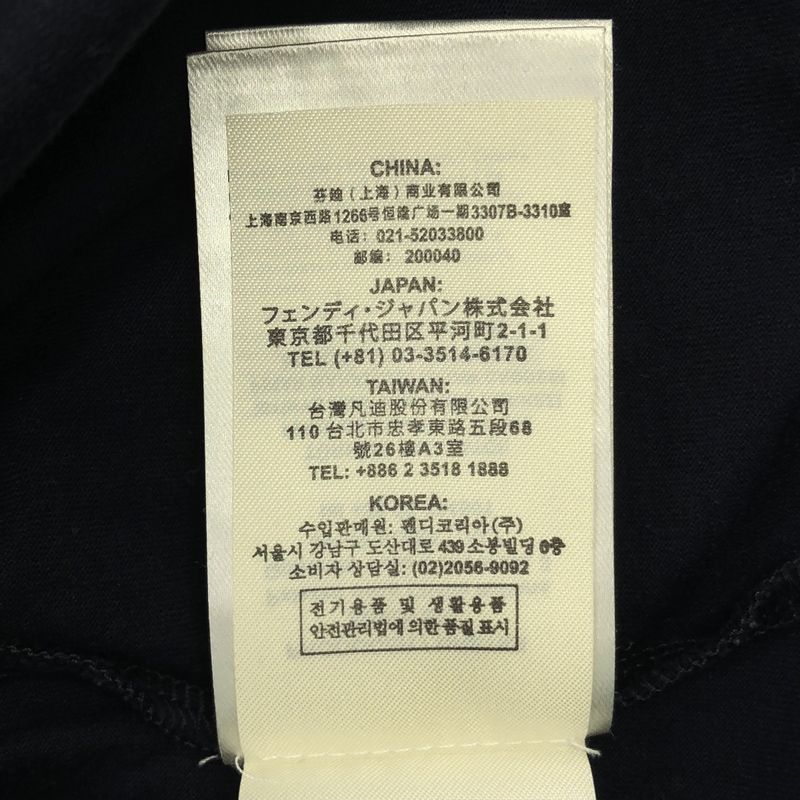 CHINA:
芬迪（上海）商业有限公司
上海南京西路1266号恒隆广场一期3307B-3310室
电话：021-52033800
邮编：200040
JAPAN:
フェンディ・ジャパン株式会社
東京都千代田区平河町2-1-1
TEL (+81) 03-3514-6170
TAIWAN:
台灣凡迪股份有限公司
110 台北市忠孝東路五段68
號26樓A3室
TEL: +886 2 3518 1888
KOREA:
수입판매원: 펜디코리아(주)
서울시 강남구 도산대로 439 소봉빌딩 6층
소비자 상담실: (02)2056-9092
전기용품 및 생활용품
안전관리법에 의한 품질 표시